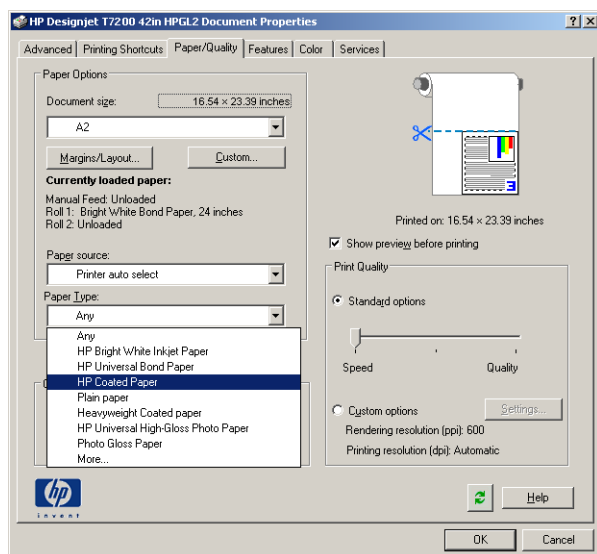 HP Designjet T7200 42in HPGL2 Document Properties
Advanced Printing Shortcuts Paper/Quality Features Color Services
Paper Options
Document size: 16.54 × 23.39 inches
A2
Margins/Layout... Custom...
Currently loaded paper:
Manual Feed: Unloaded
Roll 1: Bright White Bond Paper, 24 inches
Roll 2: Unloaded
Paper source:
Printer auto select
Paper Type:
Any
Any
HP Bright White Inkjet Paper
HP Universal Bond Paper
HP Coated Paper
Plain paper
Heavyweight Coated paper
HP Universal High-Gloss Photo Paper
Photo Gloss Paper
More...
3
Printed on: 16.54 × 23.39 inches
Show preview before printing
Print Quality
Standard options
Speed Quality
Custom options Settings...
Rendering resolution (ppi): 600
Printing resolution (dpi): Automatic
hp
invent
Help
OK Cancel